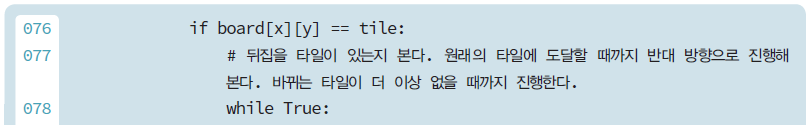 076 if board[x][y] == tile:
077 # 뒤집을 타일이 있는지 본다. 원래의 타일에 도달할 때까지 반대 방향으로 진행해
본다. 바뀌는 타일이 더 이상 없을 때까지 진행한다.
078 while True: